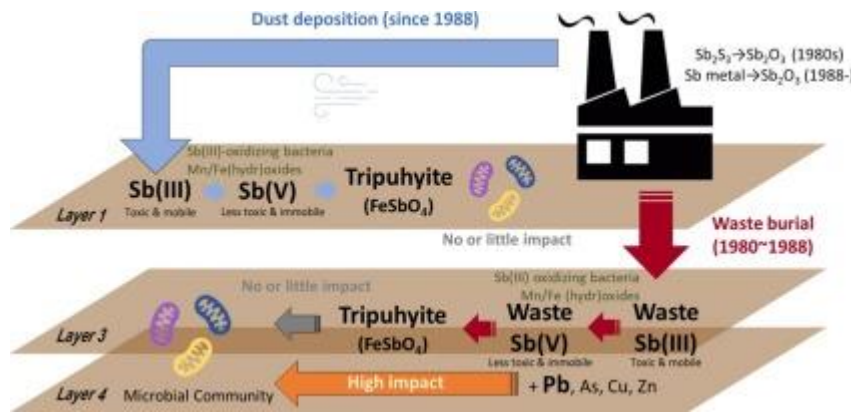 Dust deposition (since 1988)
Sb₂S₃→Sb₂O₃ (1980s)
Sb metal→Sb₂O₃ (1988-)
Sb(III)-oxidizing bacteria
Mn/Fe(hydr)oxides
Sb(III)
Toxic & mobile
Sb(V)
Less toxic & immobile
Tripuhyite
(FeSbO₄)
Layer 1
No or little impact
Waste burial
(1980~1988)
Sb(III) oxidizing bacteria
Mn/Fe (hydr)oxides
No or little impact
Tripuhyite
(FeSbO₄)
Waste
Sb(V)
Less toxic & immobile
Waste
Sb(III)
Toxic & mobile
Layer 3
High impact
+ Pb, As, Cu, Zn
Microbial Community
Layer 4